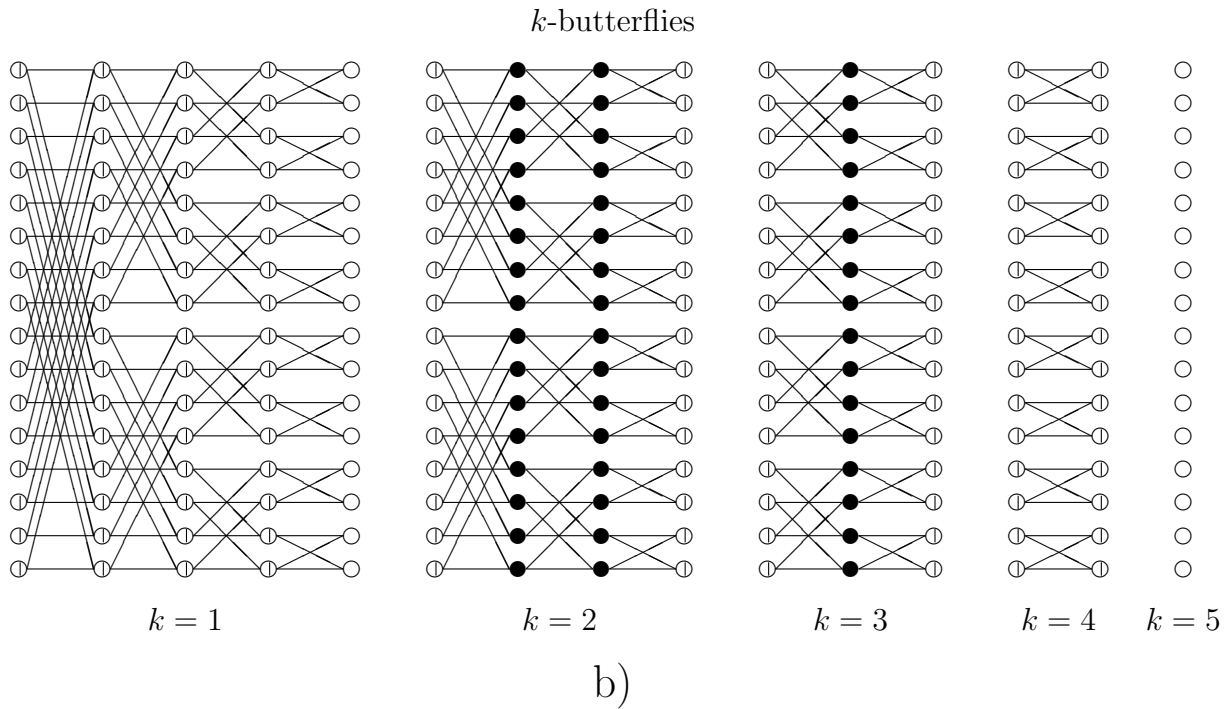 k-butterflies
k = 1
k = 2
k = 3
k = 4
k = 5
b)